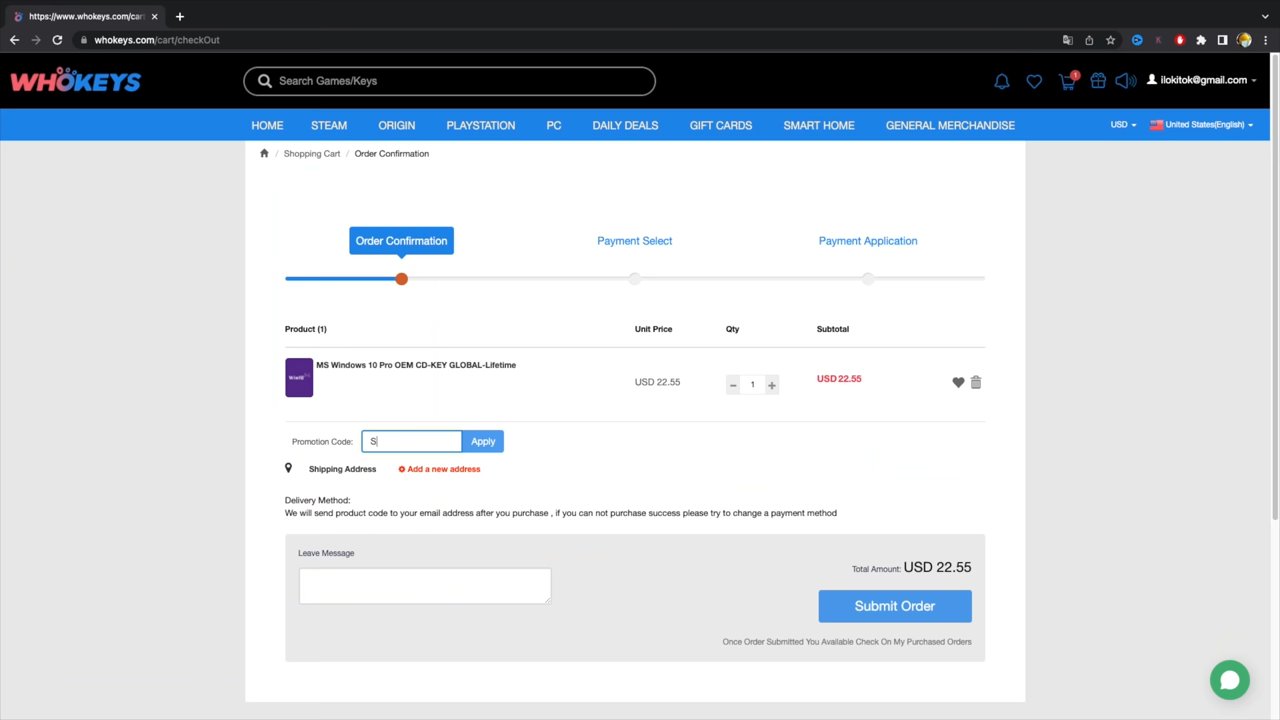 https://www.whokeys.com/car
whokeys.com/cart/checkOut
WHOKEYS
Search Games/Keys
1
ilokitok@gmail.com
HOME STEAM ORIGIN PLAYSTATION PC DAILY DEALS GIFT CARDS SMART HOME GENERAL MERCHANDISE USD United States(English)
/ Shopping Cart / Order Confirmation
Order Confirmation Payment Select Payment Application
Product (1) Unit Price Qty Subtotal
MS Windows 10 Pro OEM CD-KEY GLOBAL-Lifetime
USD 22.55 - 1 + USD 22.55
Promotion Code: S Apply
Shipping Address Add a new address
Delivery Method:
We will send product code to your email address after you purchase , if you can not purchase success please try to change a payment method
Leave Message
Total Amount: USD 22.55
Submit Order
Once Order Submitted You Available Check On My Purchased Orders